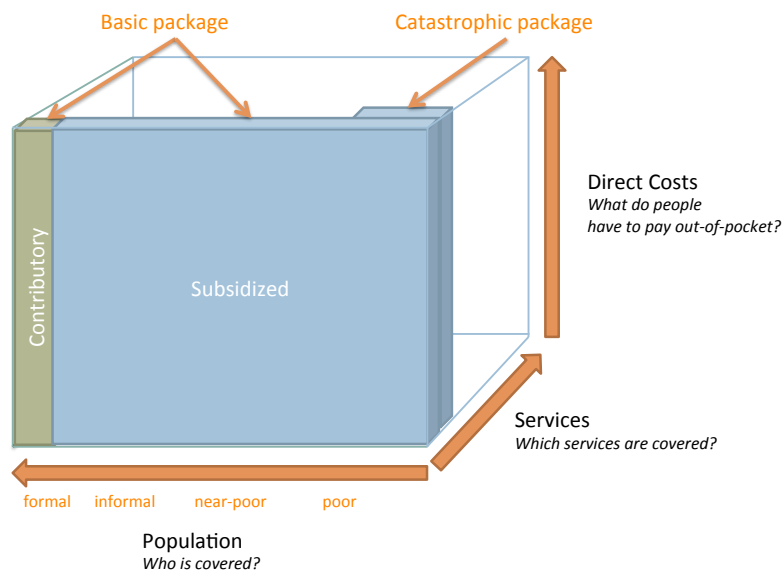 Basic package
Catastrophic package
Direct Costs
What do people
have to pay out-of-pocket?
Contributory
Subsidized
Services
Which services are covered?
formal informal near-poor poor
Population
Who is covered?